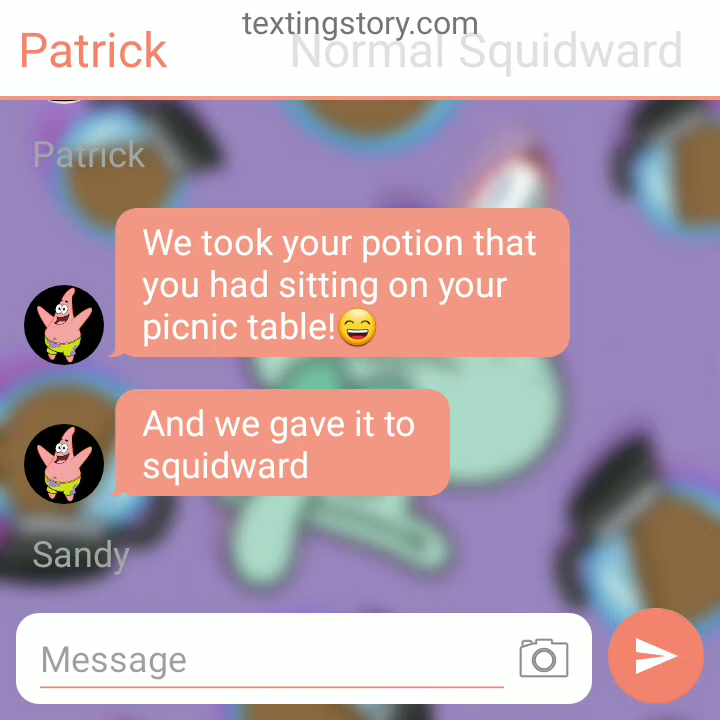 textingstory.com
Patrick
Normal Squidward
Patrick
We took your potion that
you had sitting on your
picnic table!😄
And we gave it to
squidward
Sandy
Message